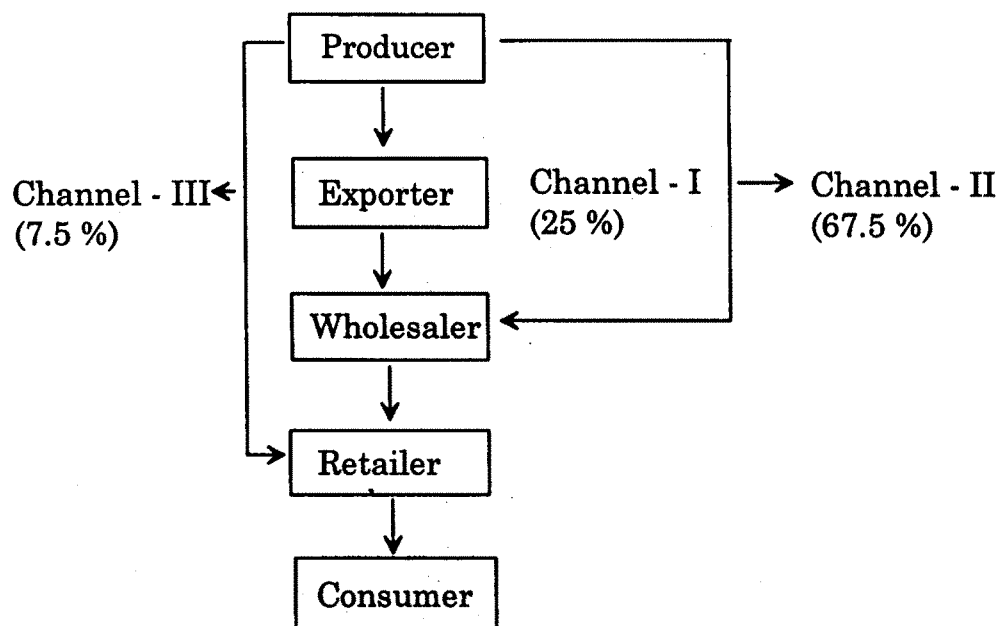 Producer
Exporter
Channel - III
(7.5 %)
Channel - I
(25 %)
Channel - II
(67.5 %)
Wholesaler
Retailer
Consumer